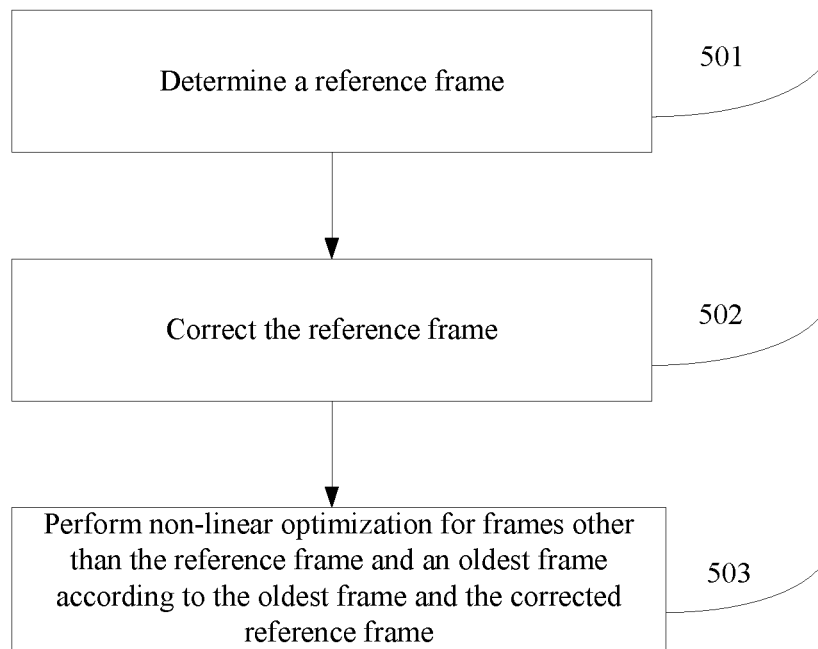 Determine a reference frame
501
Correct the reference frame
502
Perform non-linear optimization for frames other
than the reference frame and an oldest frame
according to the oldest frame and the corrected
reference frame
503